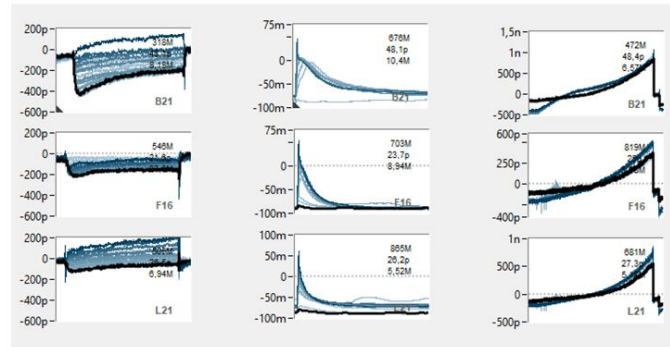 200p
0
-200p
-400p
-600p
318M
6,18M
B21
75m
0
-50m
-100m
676M
48,1p
10,4M
B21
1,5n
1n
500p
0
-500p
472M
48,4p
6,57M
B21
200p
0
-200p
-400p
-600p
546M
F16
75m
0
-50m
-100m
703M
23,7p
8,94M
F16
600p
250p
0
-400p
819M
F16
200p
0
-200p
-400p
-600p
6,94M
L21
100m
50m
0
-50m
-100m
865M
26,2p
5,52M
L21
1n
500p
0
-500p
681M
27,3p
L21